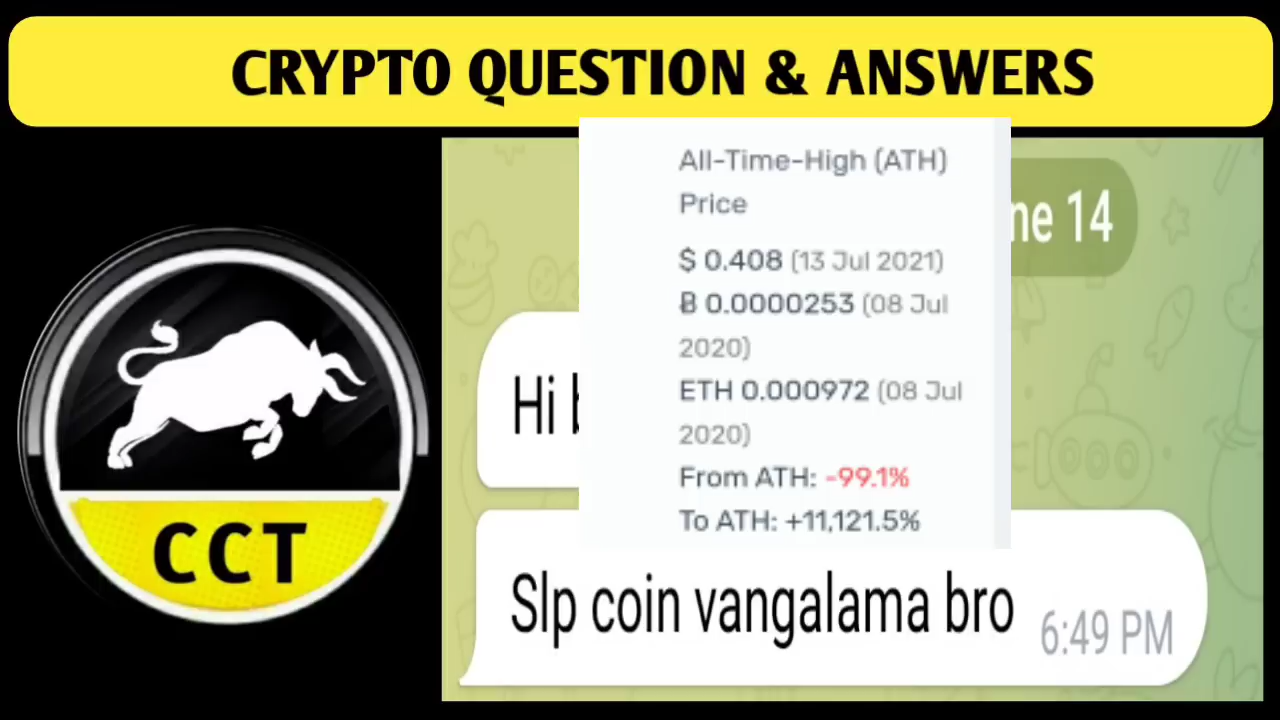 CRYPTO QUESTION & ANSWERS
All-Time-High (ATH)
Price
$ 0.408 (13 Jul 2021)
₿ 0.0000253 (08 Jul
2020)
ETH 0.000972 (08 Jul
2020)
From ATH: -99.1%
To ATH: +11,121.5%
14
Hi
Slp coin vangalama bro
6:49 PM
CCT